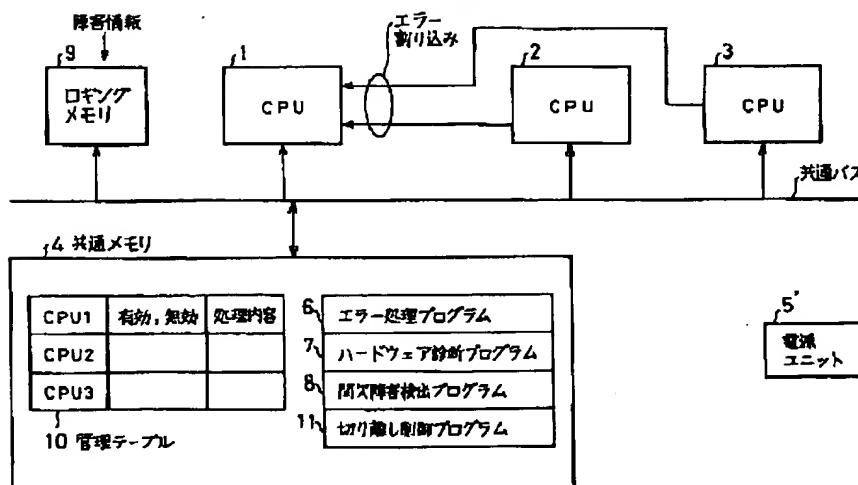 障害情報
9
ロギング
メモリ
1
CPU
エラー
割り込み
2
CPU
3
CPU
共通バス
4 共通メモリ
CPU1 有効,無効 処理内容
CPU2
CPU3
10 管理テーブル
6 エラー処理プログラム
7 ハードウェア診断プログラム
8 間欠障害検出プログラム
11 切り離し制御プログラム
5'
電源
ユニット